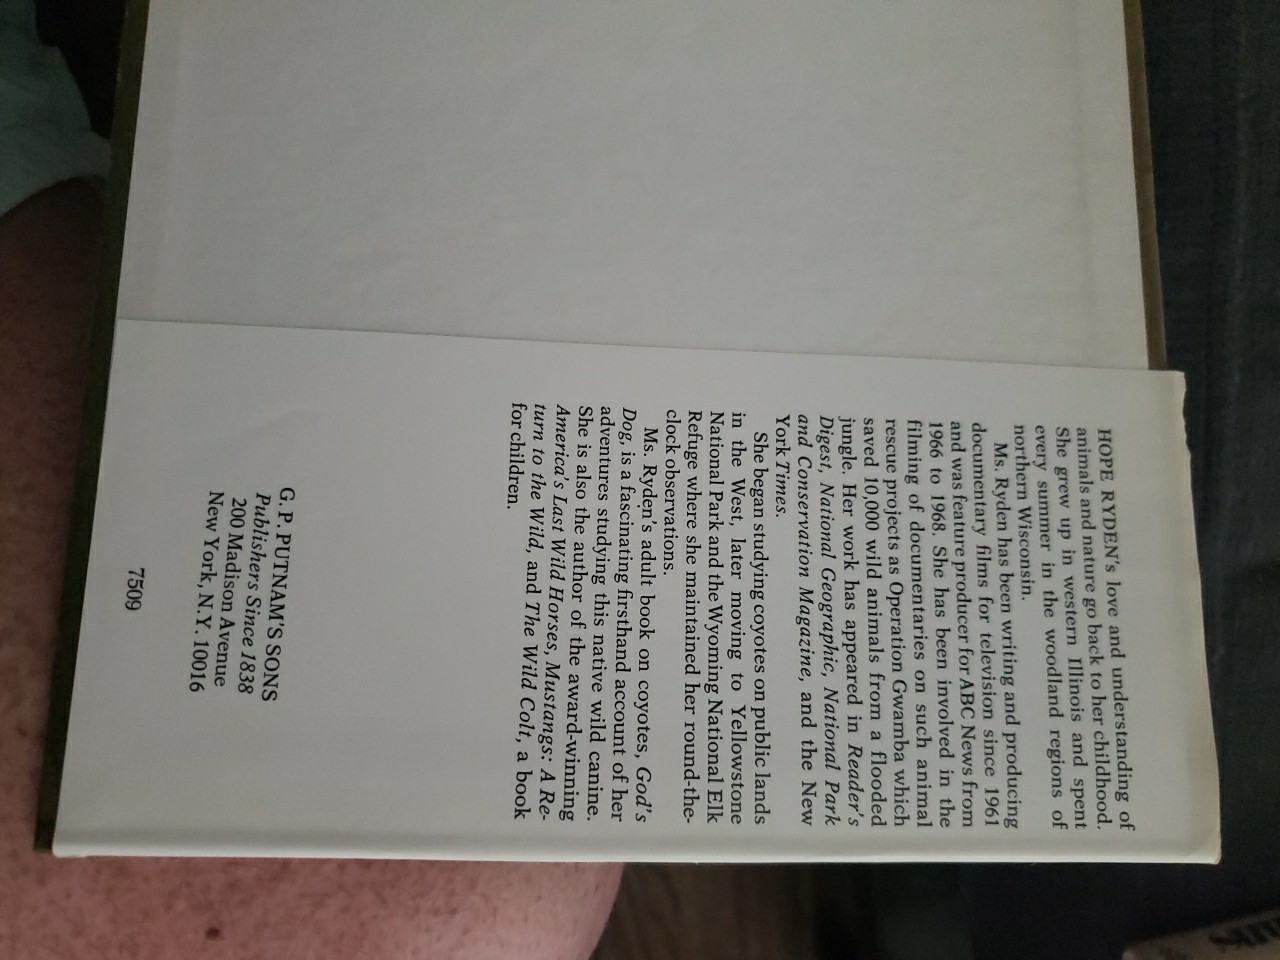 HOPE RYDEN's love and understanding of
animals and nature go back to her childhood.
She grew up in western Illinois and spent
every summer in the woodland regions of
northern Wisconsin.
Ms. Ryden has been writing and producing
documentary films for television since 1961
and was feature producer for ABC News from
1966 to 1968. She has been involved in the
filming of documentaries on such animal
rescue projects as Operation Gwamba which
saved 10,000 wild animals from a flooded
jungle. Her work has appeared in Reader's
Digest, National Geographic, National Park
and Conservation Magazine, and the New
York Times.
She began studying coyotes on public lands
in the West, later moving to Yellowstone
National Park and the Wyoming National Elk
Refuge where she maintained her round-the-
clock observations.
Ms. Ryden's adult book on coyotes, God's
Dog, is a fascinating firsthand account of her
adventures studying this native wild canine.
She is also the author of the award-winning
America's Last Wild Horses, Mustangs: A Re-
turn to the Wild, and The Wild Colt, a book
for children.
G. P. PUTNAM'S SONS
Publishers Since 1838
200 Madison Avenue
New York, N.Y. 10016
7509